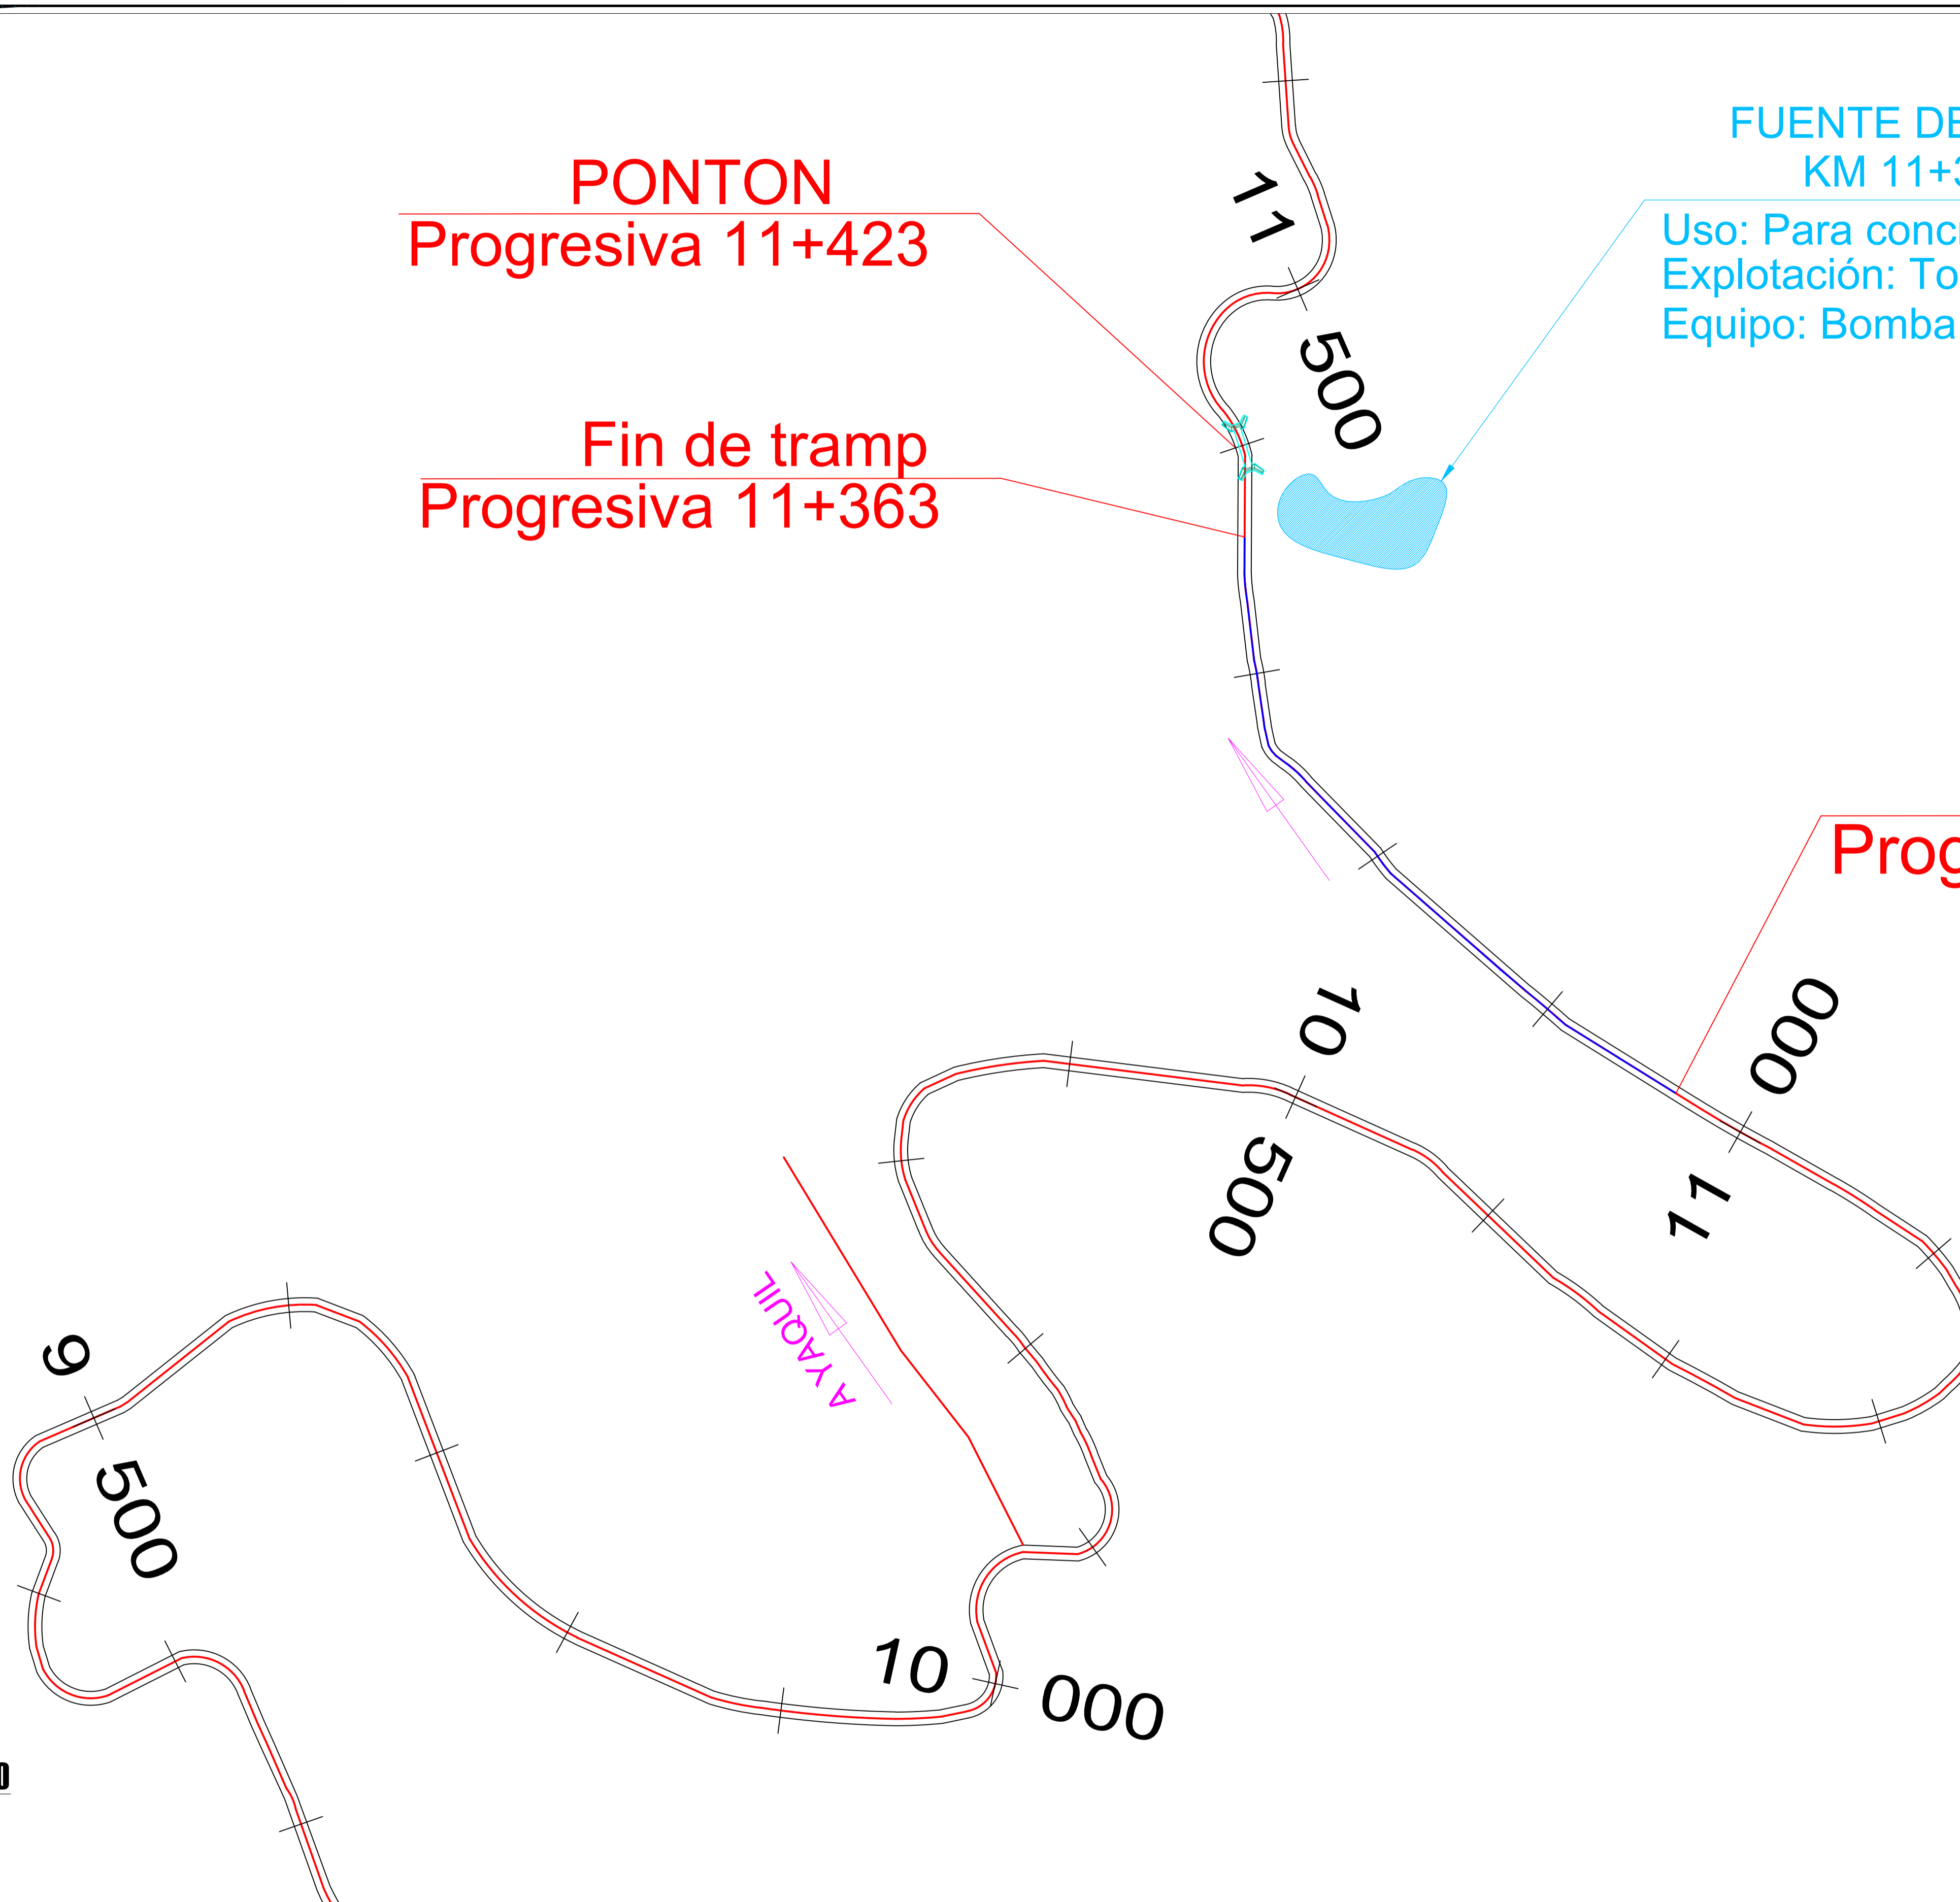 PONTON
Progresiva 11+423
Fin de tramp
Progresiva 11+363
FUENTE DE
KM 11+3
Uso: Para conc
Explotación: To
Equipo: Bomba
11
500
Prog
000
11
10
500
A YAQUIL
9
500
10
000